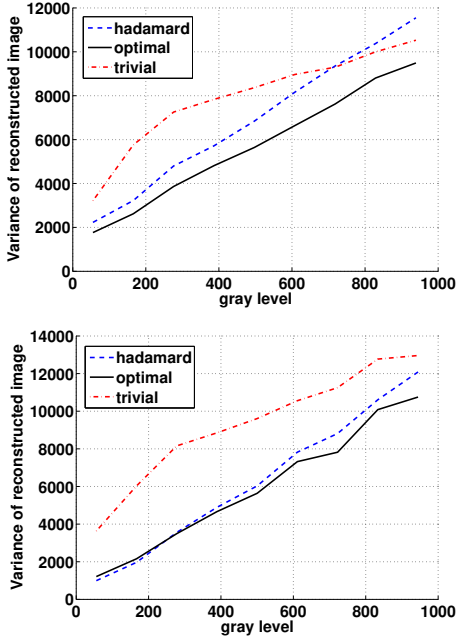 12000
10000
8000
6000
4000
2000
0
Variance of reconstructed image
hadamard
optimal
trivial
0 200 400 600 800 1000
gray level
14000
12000
10000
8000
6000
4000
2000
0
Variance of reconstructed image
hadamard
optimal
trivial
0 200 400 600 800 1000
gray level